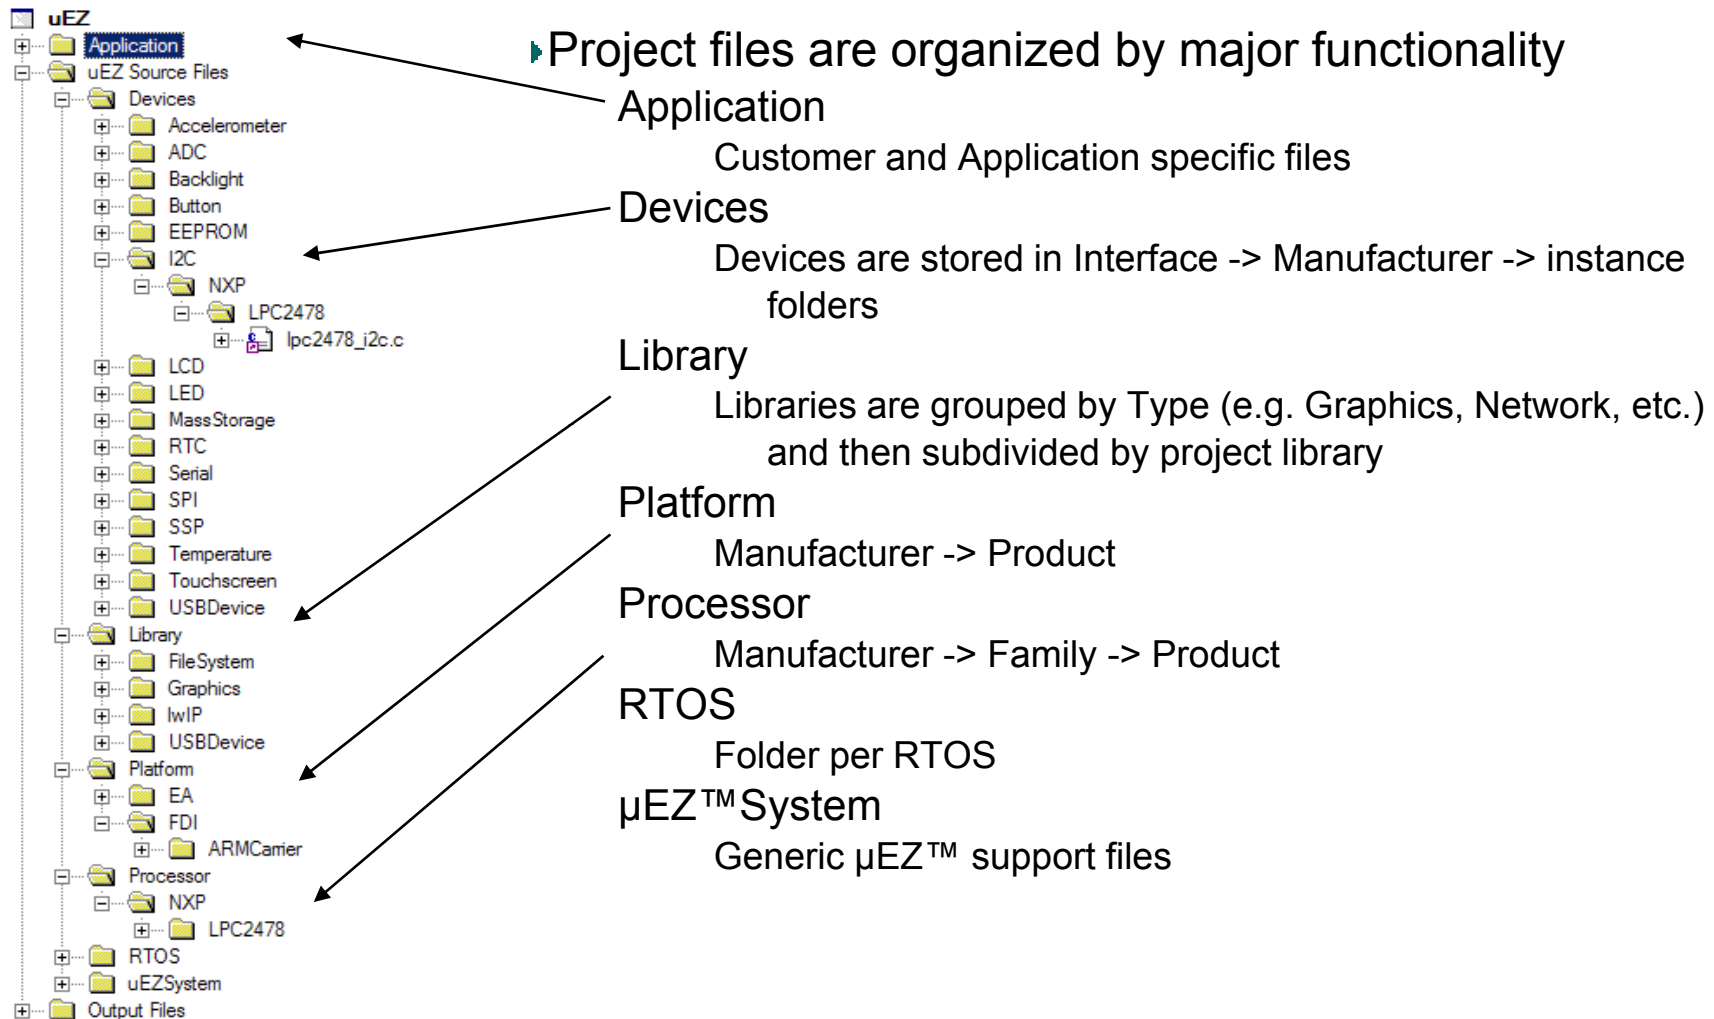 uEZ
Application
uEZ Source Files
Devices
Accelerometer
ADC
Backlight
Button
EEPROM
I2C
NXP
LPC2478
lpc2478_i2c.c
LCD
LED
MassStorage
RTC
Serial
SPI
SSP
Temperature
Touchscreen
USBDevice
Library
FileSystem
Graphics
lwIP
USBDevice
Platform
EA
FDI
ARMCarrier
Processor
NXP
LPC2478
RTOS
uEZSystem
Output Files
Project files are organized by major functionality
Application
Customer and Application specific files
Devices
Devices are stored in Interface -> Manufacturer -> instance
folders
Library
Libraries are grouped by Type (e.g. Graphics, Network, etc.)
and then subdivided by project library
Platform
Manufacturer -> Product
Processor
Manufacturer -> Family -> Product
RTOS
Folder per RTOS
µEZ™System
Generic µEZ™ support files